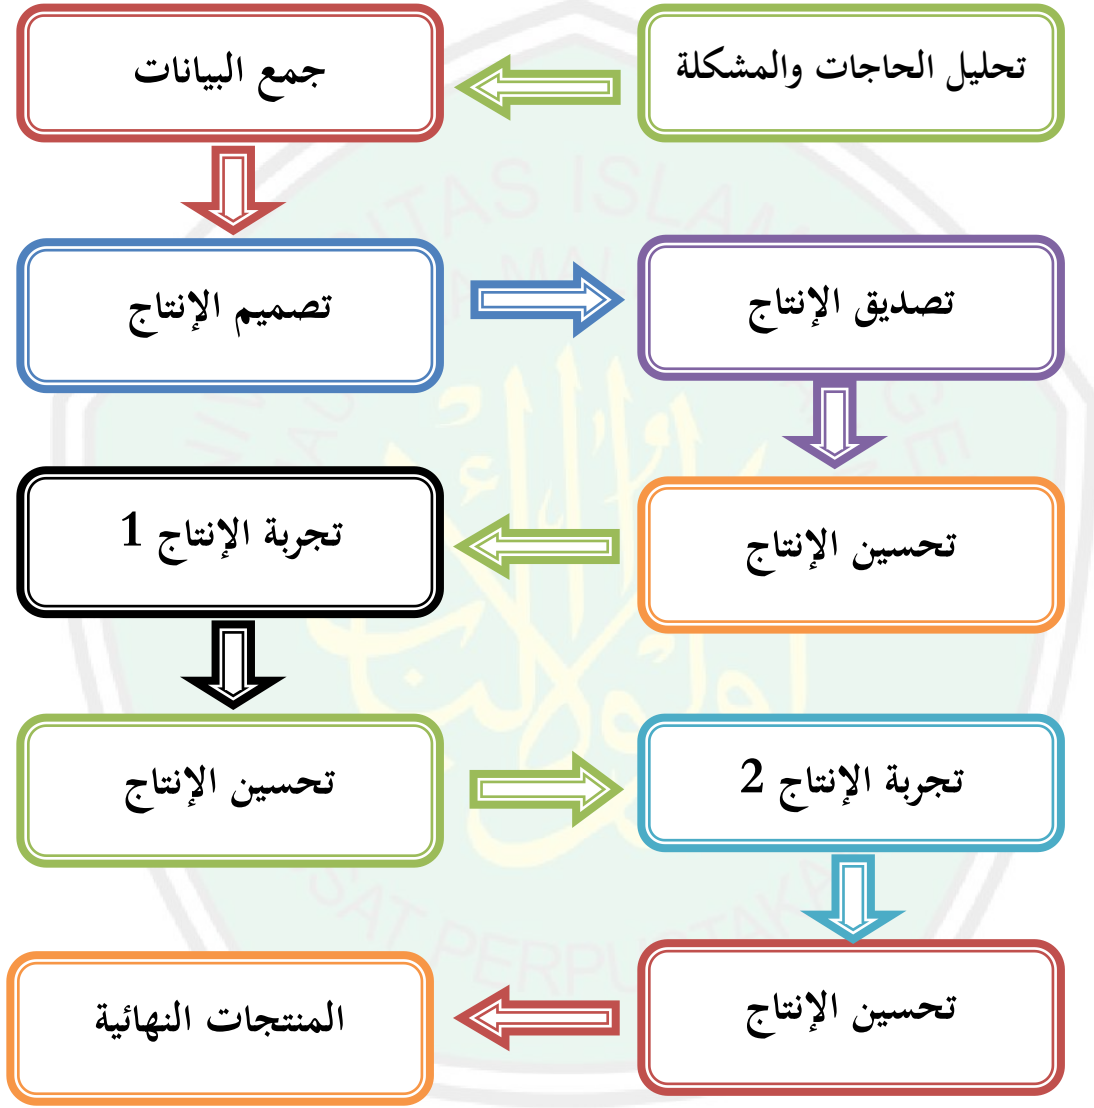 تحليل الحاجات والمشكلة
جمع البيانات
تصميم الإنتاج
تصديق الإنتاج
تحسين الإنتاج
تجربة الإنتاج 1
تحسين الإنتاج
تجربة الإنتاج 2
تحسين الإنتاج
المنتجات النهائية